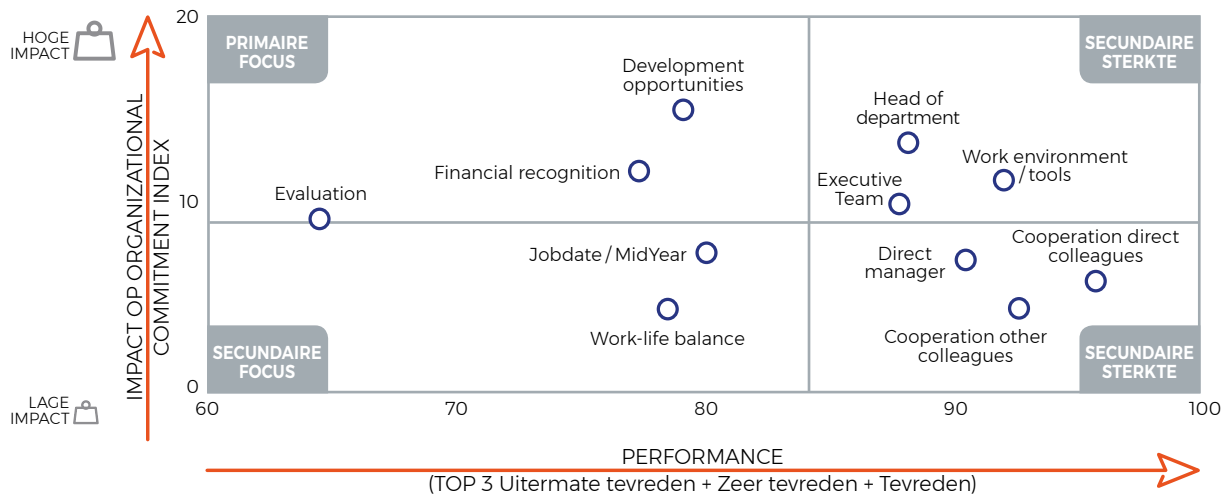 20
HOGE
IMPACT
PRIMAIRE
FOCUS
SECUNDAIRE
STERKTE
Development
opportunities
Head of
department
Financial recognition
Work environment
/ tools
Executive
Team
Evaluation
10
IMPACT OP ORGANIZATIONAL
COMMITMENT INDEX
Jobdate / MidYear
Direct
manager
Cooperation direct
colleagues
Work-life balance
Cooperation other
colleagues
SECUNDAIRE
FOCUS
SECUNDAIRE
STERKTE
0
LAGE
IMPACT
60
70
80
90
100
PERFORMANCE
(TOP 3 Uitermate tevreden + Zeer tevreden + Tevreden)